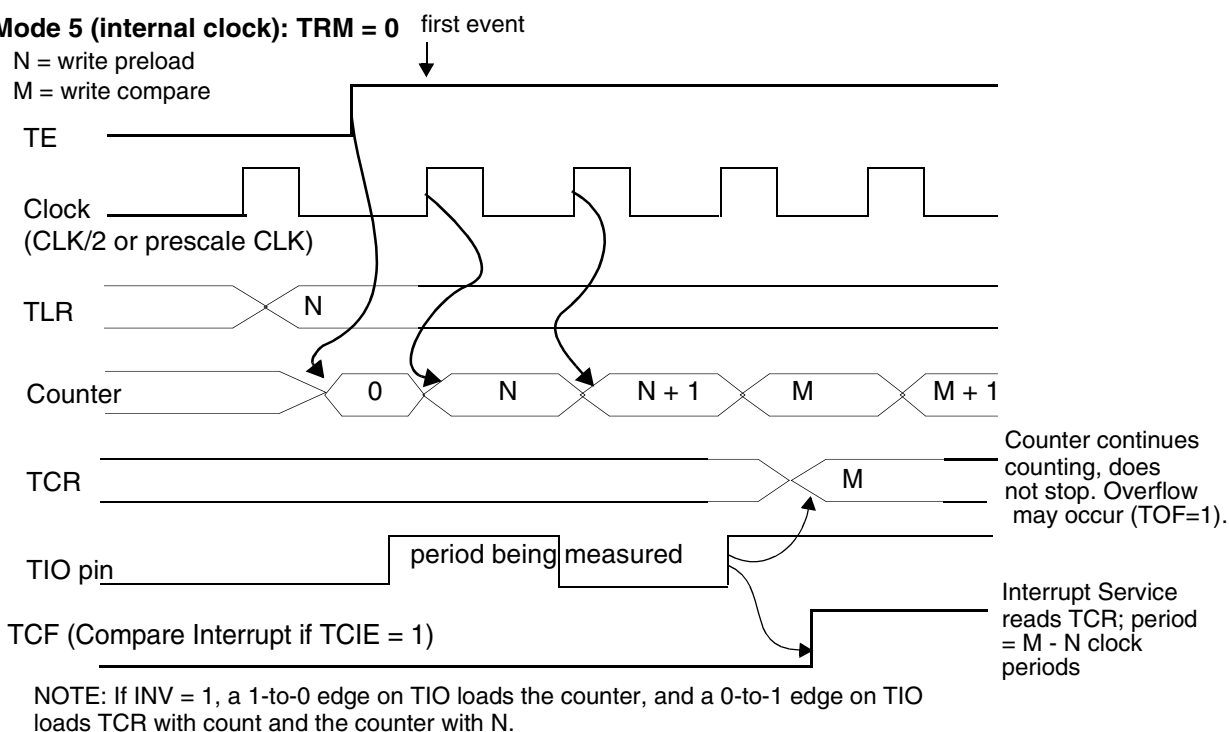 Mode 5 (internal clock): TRM = 0
first event
N = write preload
M = write compare
TE
Clock
(CLK/2 or prescale CLK)
TLR
N
Counter
0
N
N + 1
M
M + 1
TCR
M
Counter continues
counting, does
not stop. Overflow
may occur (TOF=1).
TIO pin
period being measured
TCF (Compare Interrupt if TCIE = 1)
Interrupt Service
reads TCR; period
= M - N clock
periods
NOTE: If INV = 1, a 1-to-0 edge on TIO loads the counter, and a 0-to-1 edge on TIO
loads TCR with count and the counter with N.